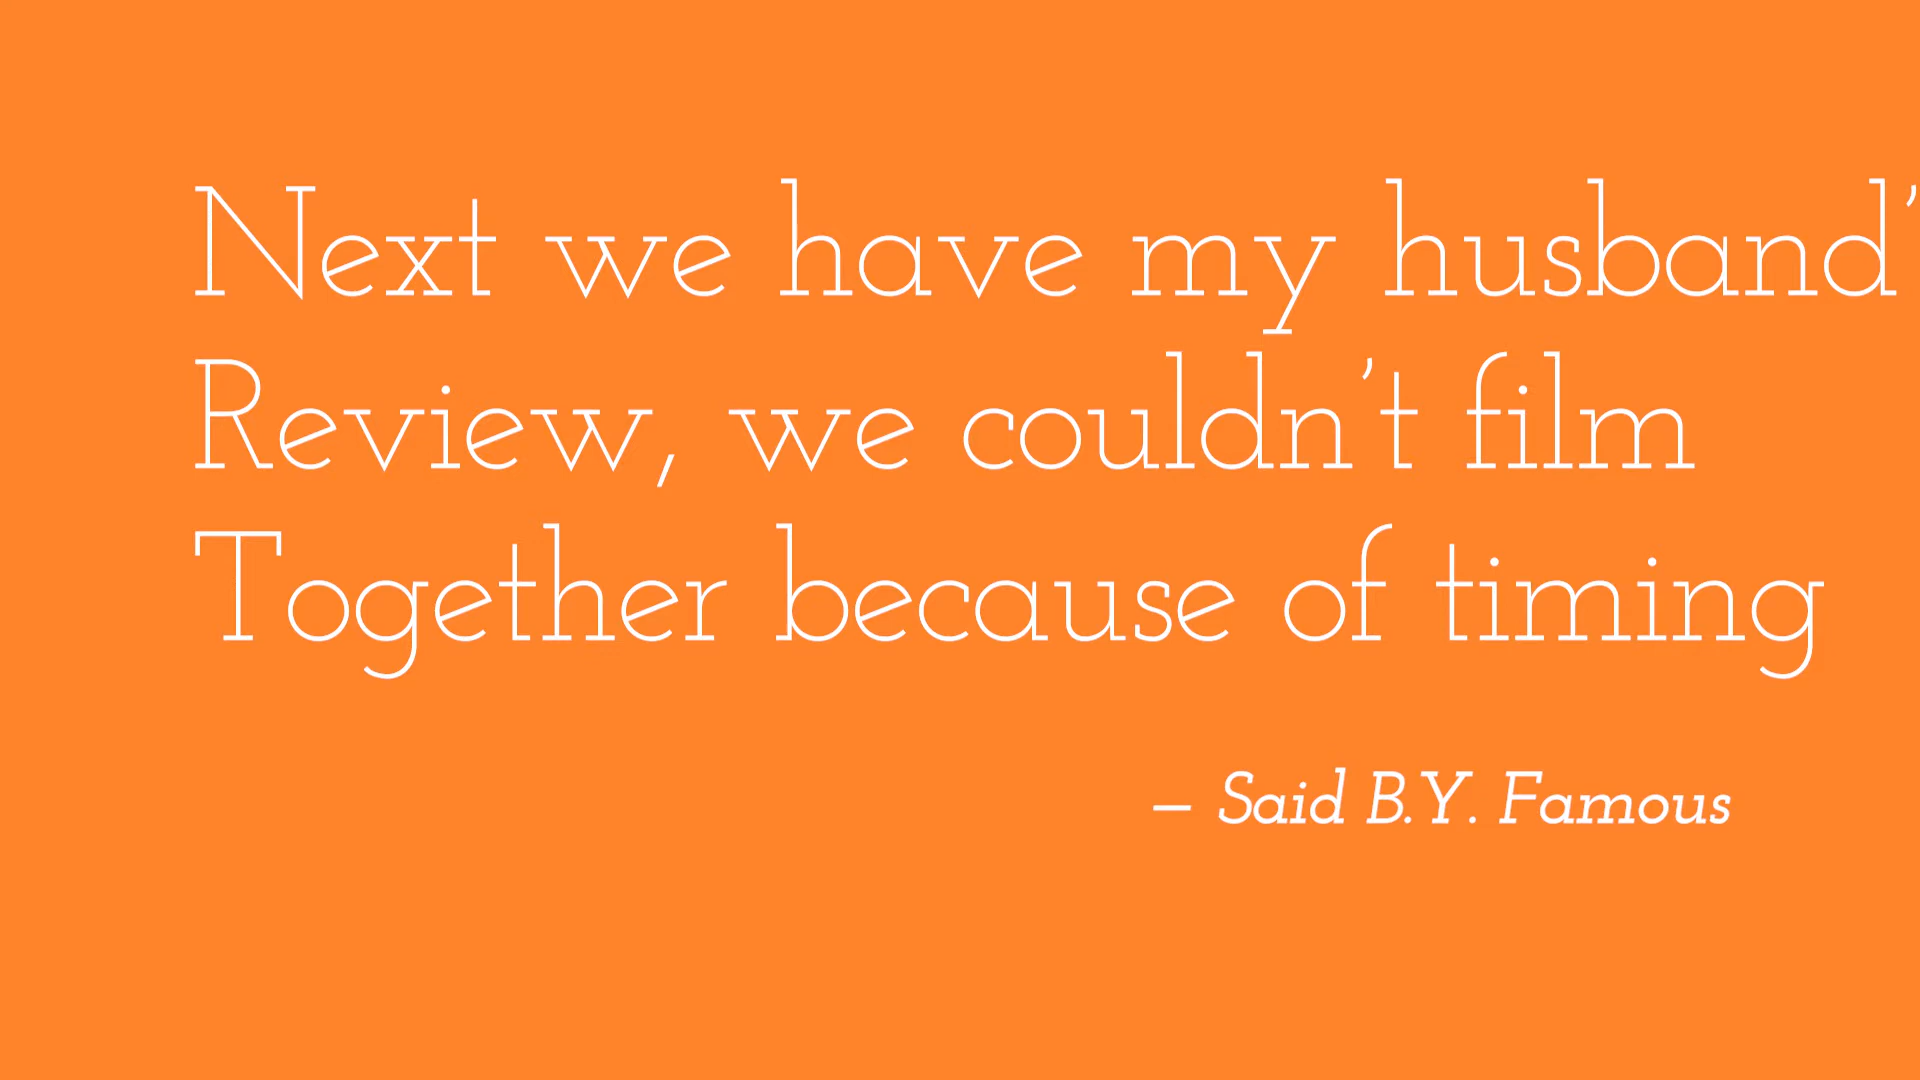 Next we have my husband’
Review, we couldn’t film
Together because of timing
– Said B.Y. Famous